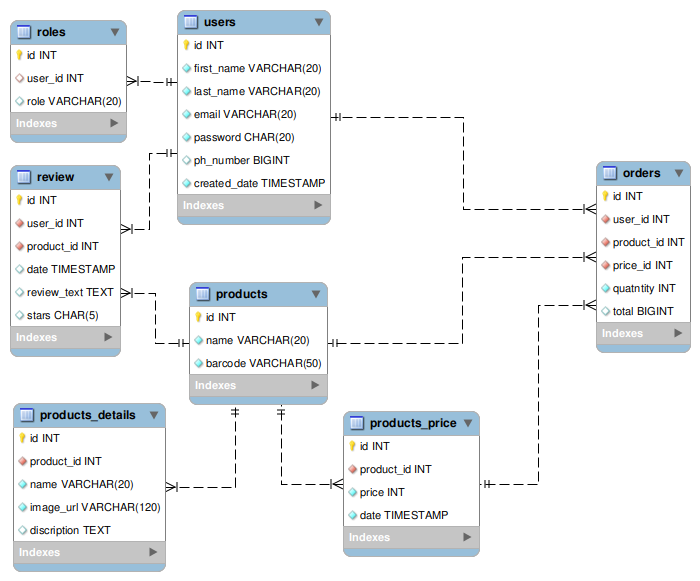 roles
id INT
user_id INT
role VARCHAR(20)
Indexes
users
id INT
first_name VARCHAR(20)
last_name VARCHAR(20)
email VARCHAR(20)
password CHAR(20)
ph_number BIGINT
created_date TIMESTAMP
Indexes
review
id INT
user_id INT
product_id INT
date TIMESTAMP
review_text TEXT
stars CHAR(5)
Indexes
orders
id INT
user_id INT
product_id INT
price_id INT
quatntity INT
total BIGINT
Indexes
products
id INT
name VARCHAR(20)
barcode VARCHAR(50)
Indexes
products_details
id INT
product_id INT
name VARCHAR(20)
image_url VARCHAR(120)
discription TEXT
Indexes
products_price
id INT
product_id INT
price INT
date TIMESTAMP
Indexes